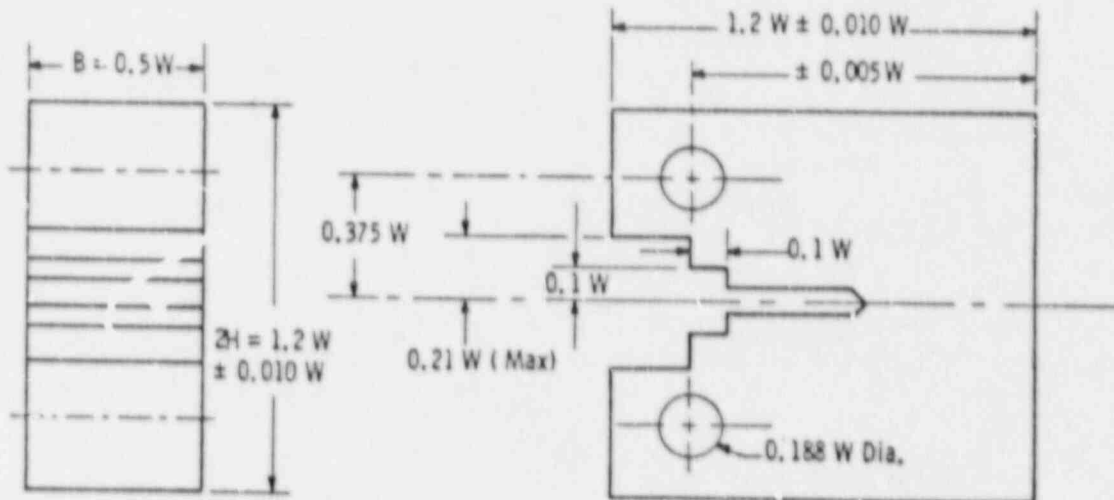 1.2 W ± 0.010 W
B = 0.5 W
± 0.005 W
0.375 W
0.1 W
0.1 W
2H = 1.2 W
± 0.010 W
0.21 W ( Max)
0.188 W Dia.